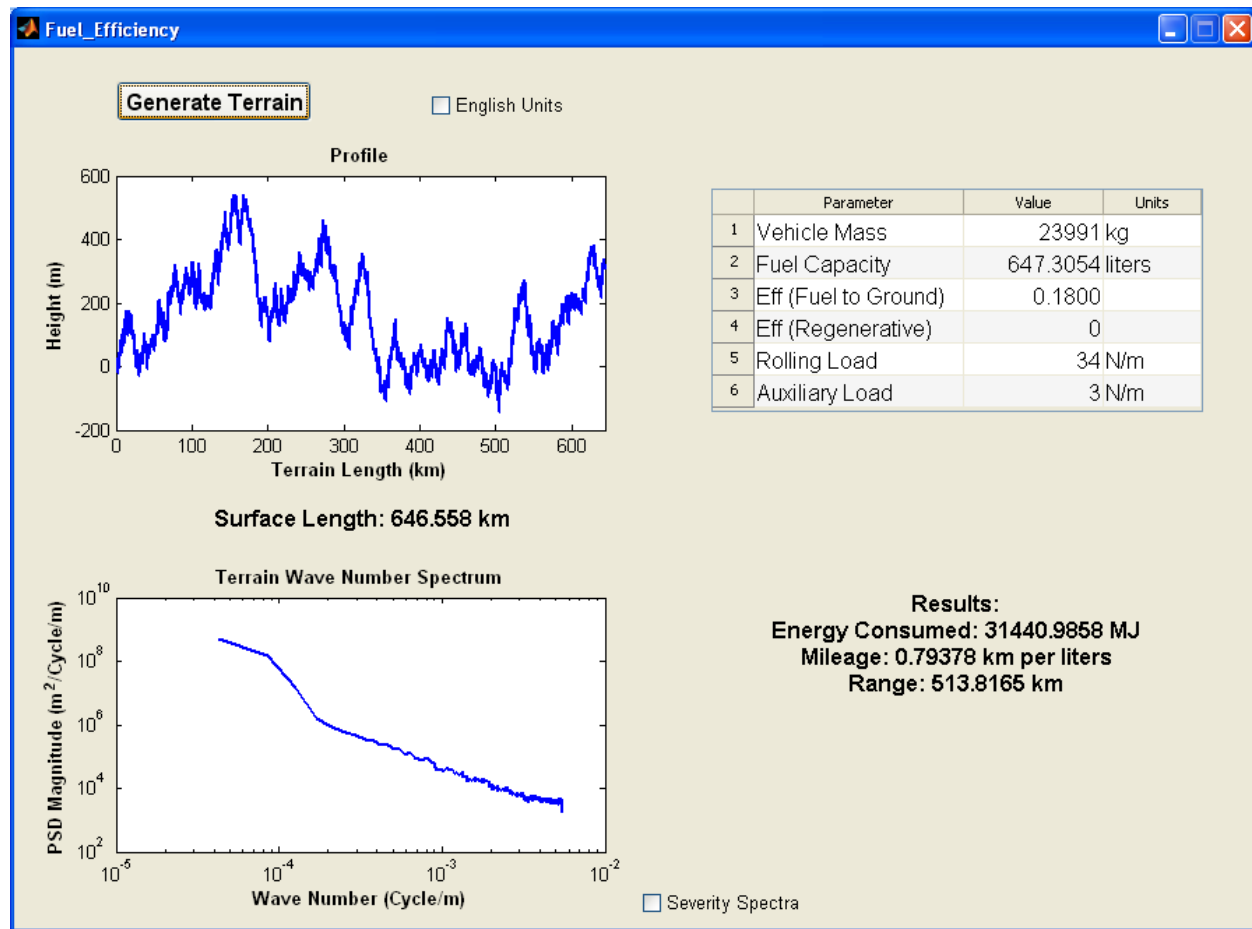 Fuel_Efficiency
Generate Terrain
English Units
Profile
600
400
200
0
-200
Height (m)
0 100 200 300 400 500 600
Terrain Length (km)
Surface Length: 646.558 km
Parameter Value Units
1 Vehicle Mass 23991 kg
2 Fuel Capacity 647.3054 liters
3 Eff (Fuel to Ground) 0.1800
4 Eff (Regenerative) 0
5 Rolling Load 34 N/m
6 Auxiliary Load 3 N/m
Terrain Wave Number Spectrum
10^10
10^8
10^6
10^4
10^2
PSD Magnitude (m^2/Cycle/m)
10^-5 10^-4 10^-3 10^-2
Wave Number (Cycle/m)
Results:
Energy Consumed: 31440.9858 MJ
Mileage: 0.79378 km per liters
Range: 513.8165 km
Severity Spectra